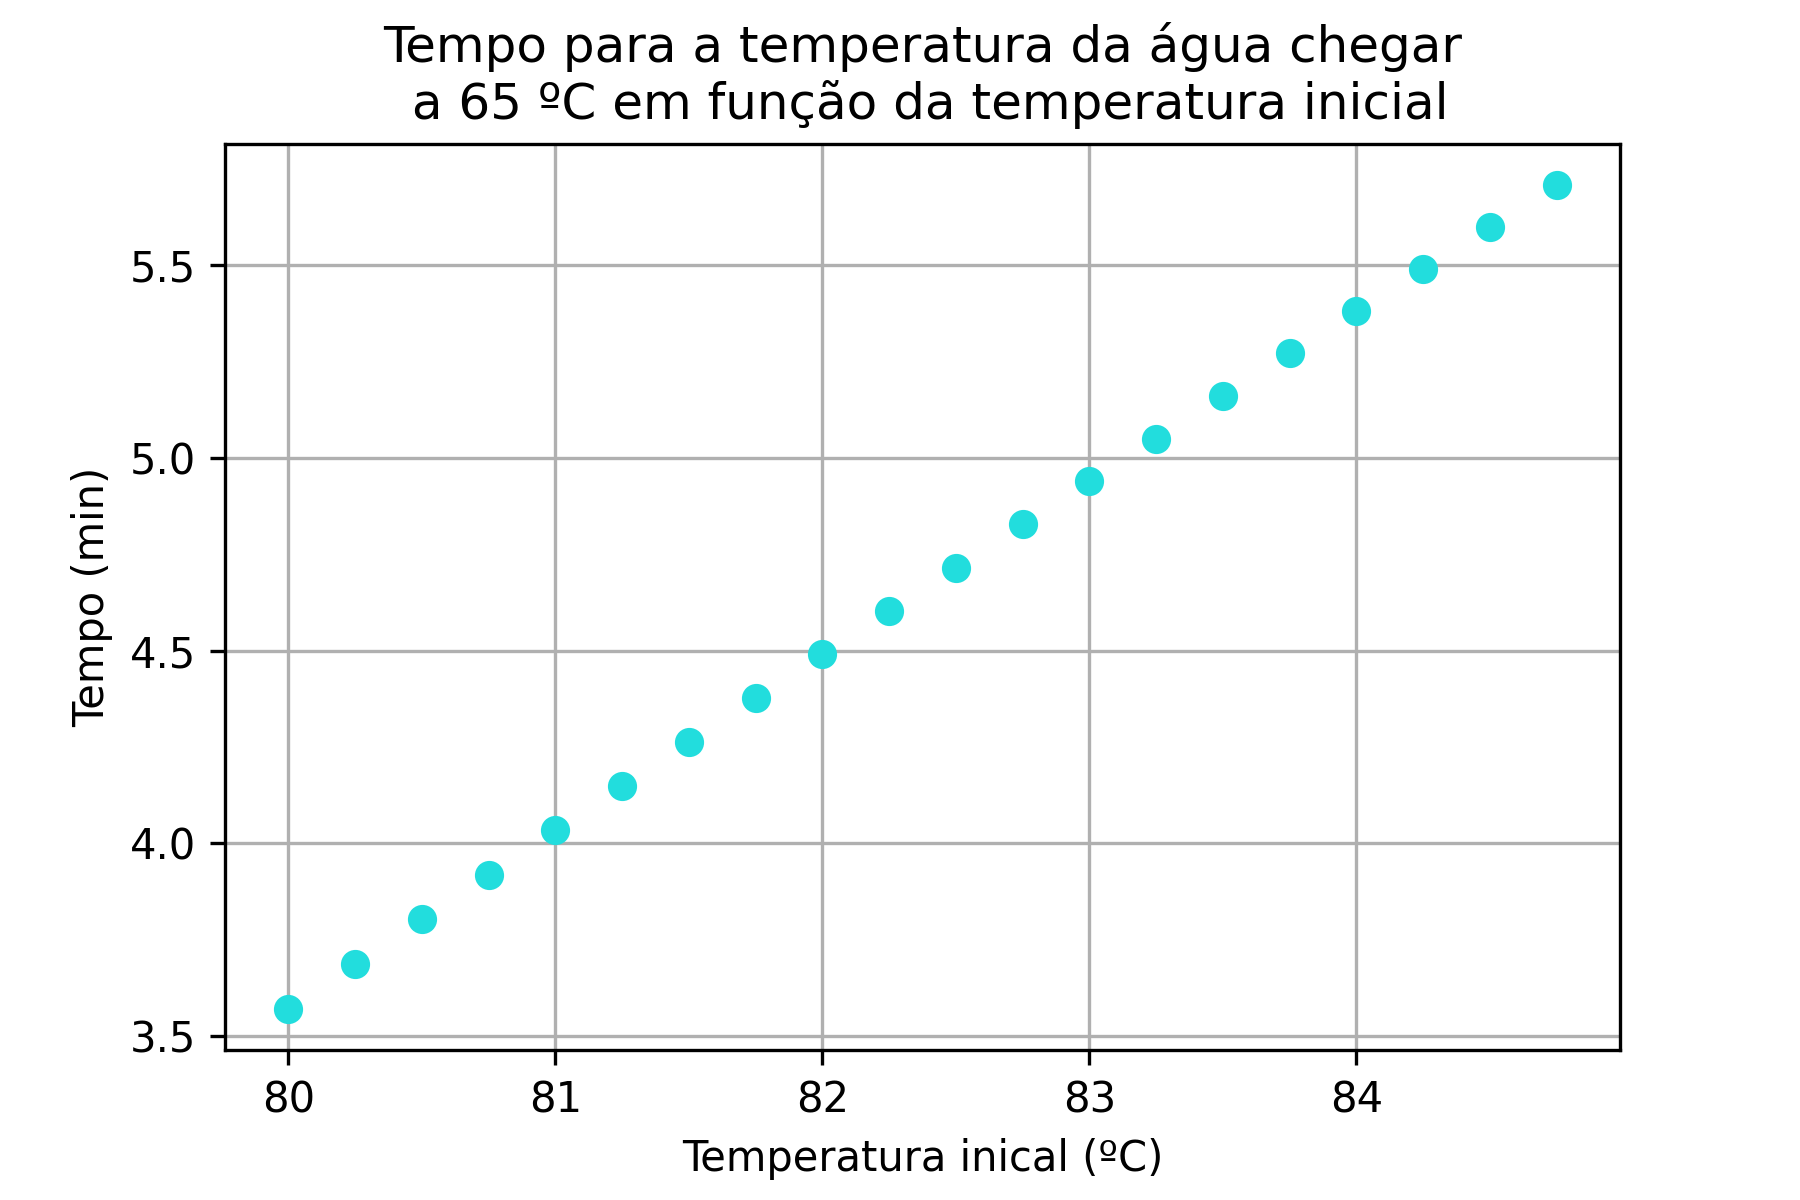 Tempo para a temperatura da água chegar
a 65 ºC em função da temperatura inicial
5.5
5.0
4.5
4.0
3.5
Tempo (min)
80 81 82 83 84
Temperatura inical (ºC)